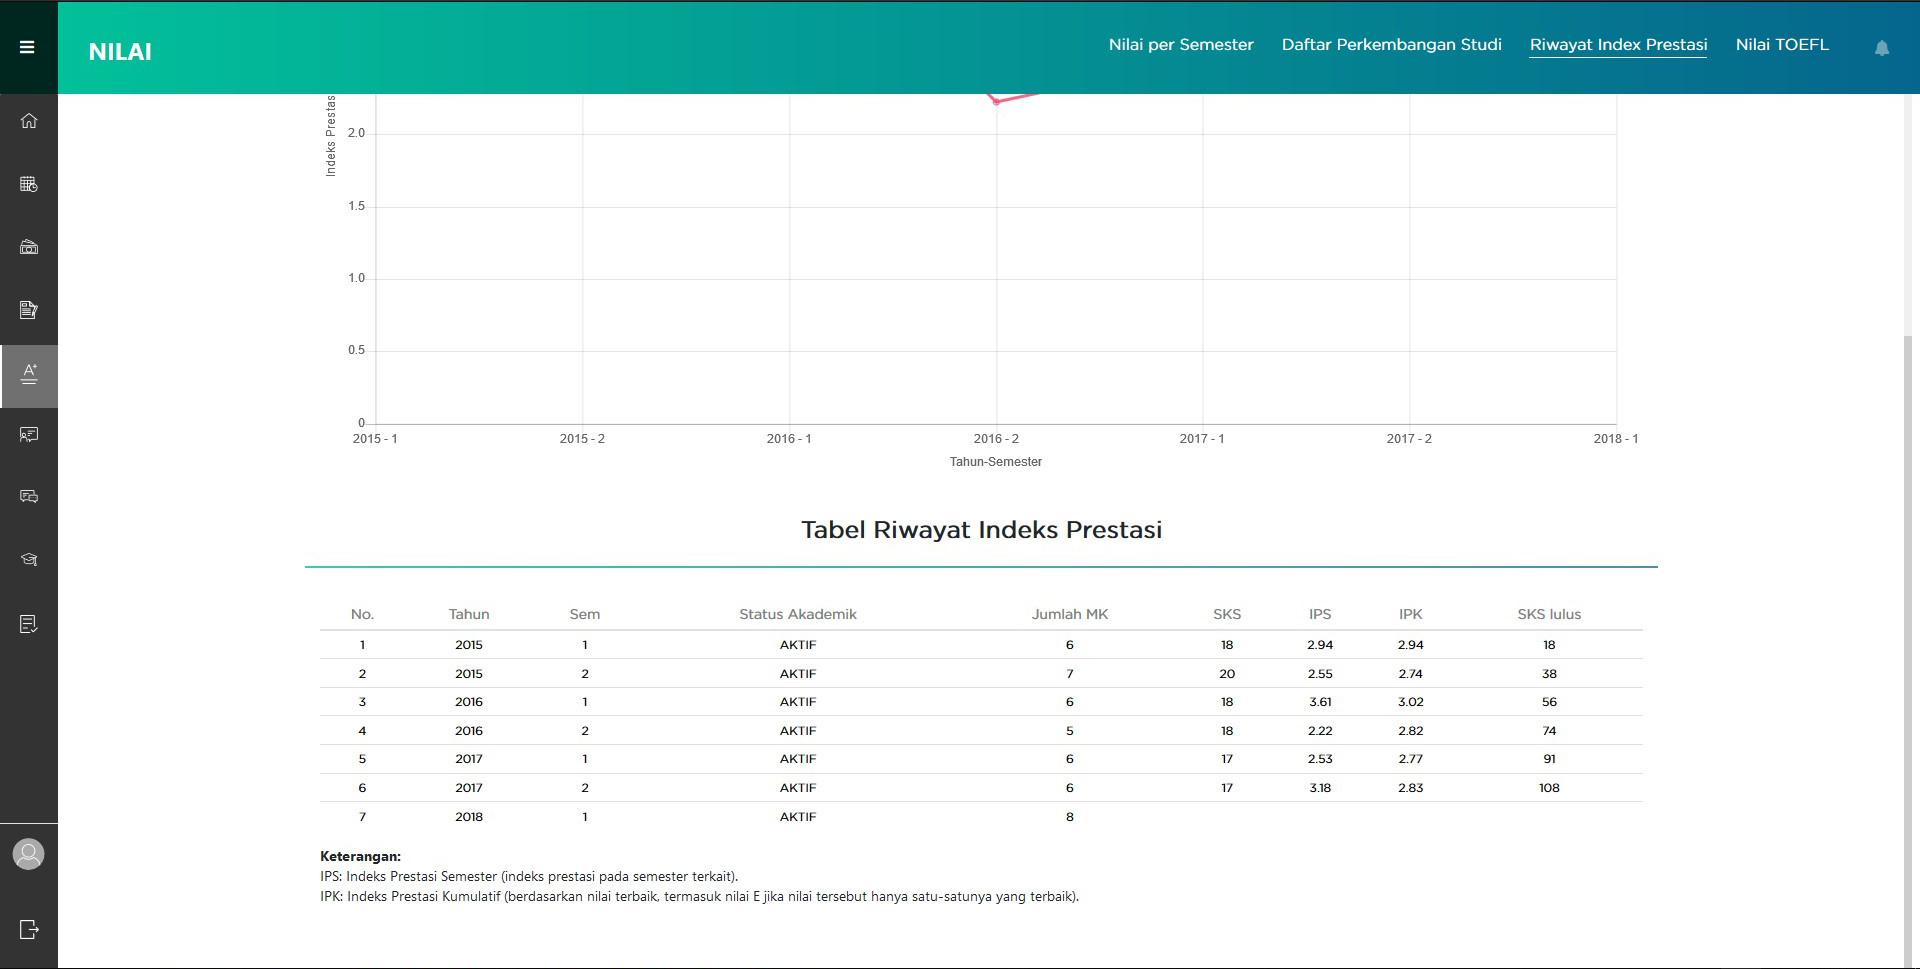 NILAI
Nilai per Semester Daftar Perkembangan Studi Riwayat Index Prestasi Nilai TOEFL
Indeks Prestas
2.0
1.5
1.0
0.5
0
2015 - 1 2015 - 2 2016 - 1 2016 - 2 2017 - 1 2017 - 2 2018 - 1
Tahun-Semester
Tabel Riwayat Indeks Prestasi
No. Tahun Sem Status Akademik Jumlah MK SKS IPS IPK SKS lulus
1 2015 1 AKTIF 6 18 2.94 2.94 18
2 2015 2 AKTIF 7 20 2.55 2.74 38
3 2016 1 AKTIF 6 18 3.61 3.02 56
4 2016 2 AKTIF 5 18 2.22 2.82 74
5 2017 1 AKTIF 6 17 2.53 2.77 91
6 2017 2 AKTIF 6 17 3.18 2.83 108
7 2018 1 AKTIF 8
Keterangan:
IPS: Indeks Prestasi Semester (indeks prestasi pada semester terkait).
IPK: Indeks Prestasi Kumulatif (berdasarkan nilai terbaik, termasuk nilai E jika nilai tersebut hanya satu-satunya yang terbaik).